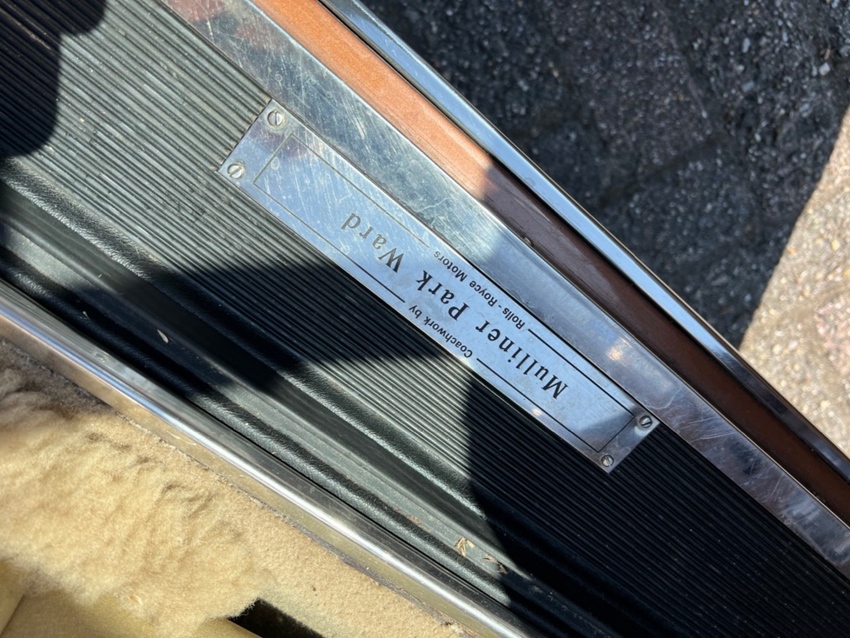 Coachwork by
Mulliner Park Ward
Rolls-Royce Motors